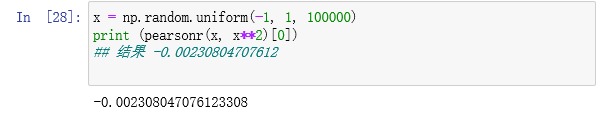 In [28]: x = np.random.uniform(-1, 1, 100000)
print (pearsonr(x, x**2)[0])
## 结果 -0.00230804707612
-0.002308047076123308